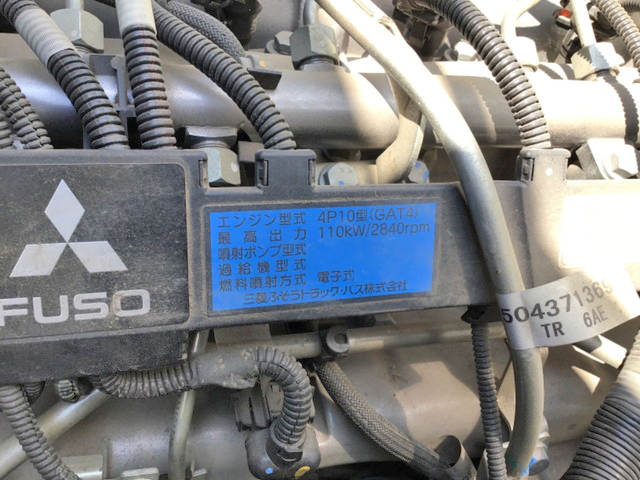 エンジン型式 4P10型(GAT4)
最高出力 110kW/2840rpm
噴射ポンプ型式
過給機型式
燃料噴射方式 電子式
三菱ふそうトラック・バス株式会社
FUSO
504371369
TR 6AE